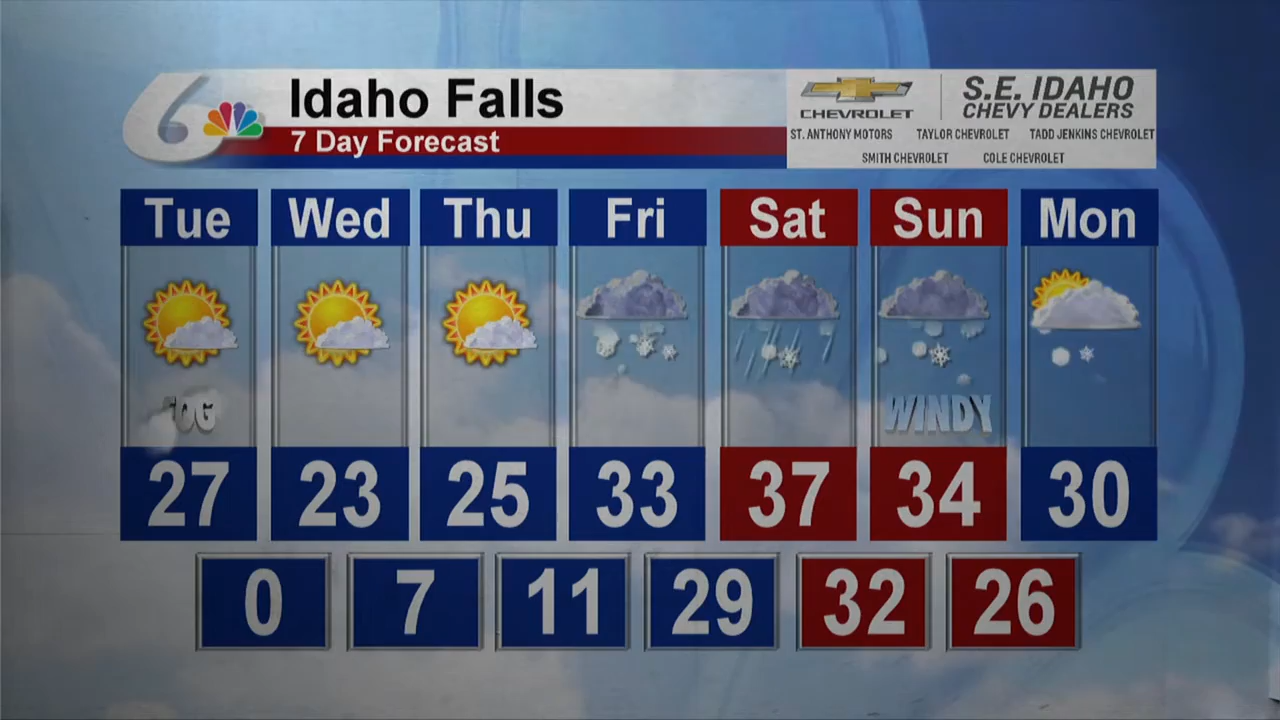 6
Idaho Falls
7 Day Forecast
CHEVROLET
S.E. IDAHO
CHEVY DEALERS
ST. ANTHONY MOTORS TAYLOR CHEVROLET TADD JENKINS CHEVROLET
SMITH CHEVROLET COLE CHEVROLET
Tue Wed Thu Fri Sat Sun Mon
FOG WINDY
27 23 25 33 37 34 30
0 7 11 29 32 26